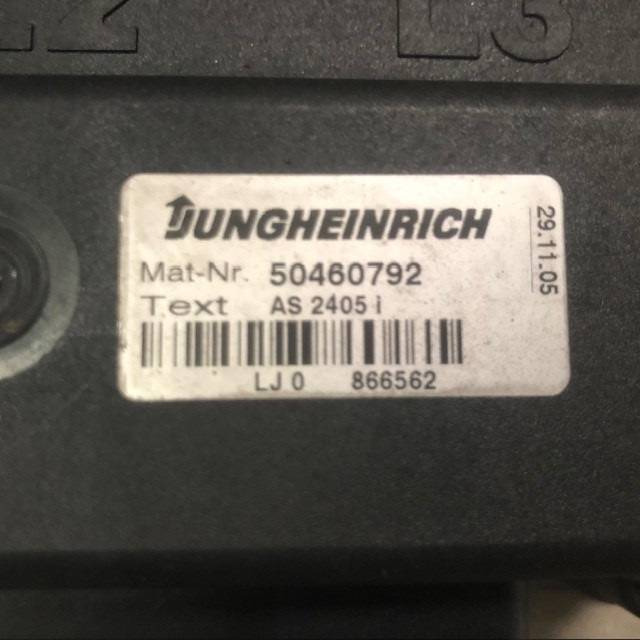 L3
JUNGHEINRICH
29.11.05
Mat-Nr. 50460792
Text AS 2405 i
LJ 0 866562